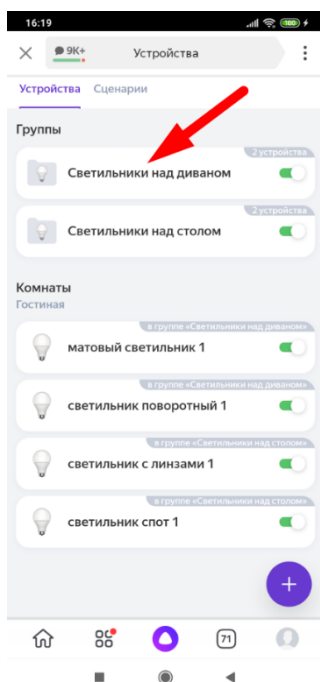 16:19
100
9K+ Устройства
Устройства Сценарии
Группы
2 устройства
Светильники над диваном
2 устройства
Светильники над столом
Комнаты
Гостиная
в группе «Светильники над диваном»
матовый светильник 1
в группе «Светильники над диваном»
светильник поворотный 1
в группе «Светильники над столом»
светильник с линзами 1
в группе «Светильники над столом»
светильник спот 1
+
71